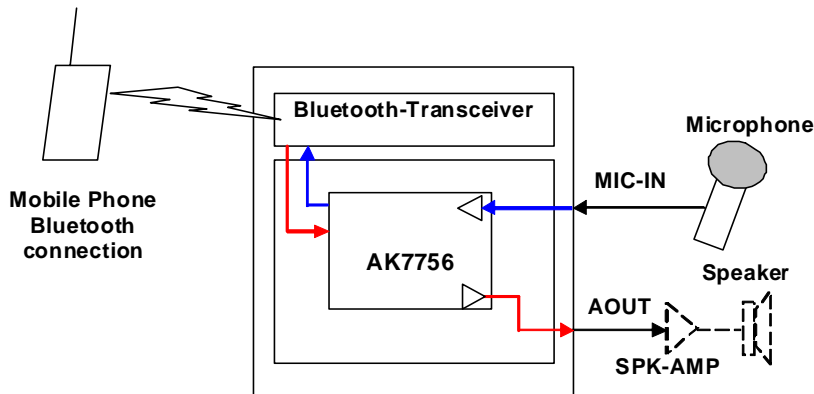 Bluetooth-Transceiver
Microphone
Mobile Phone
Bluetooth
connection
MIC-IN
AK7756
Speaker
AOUT
SPK-AMP